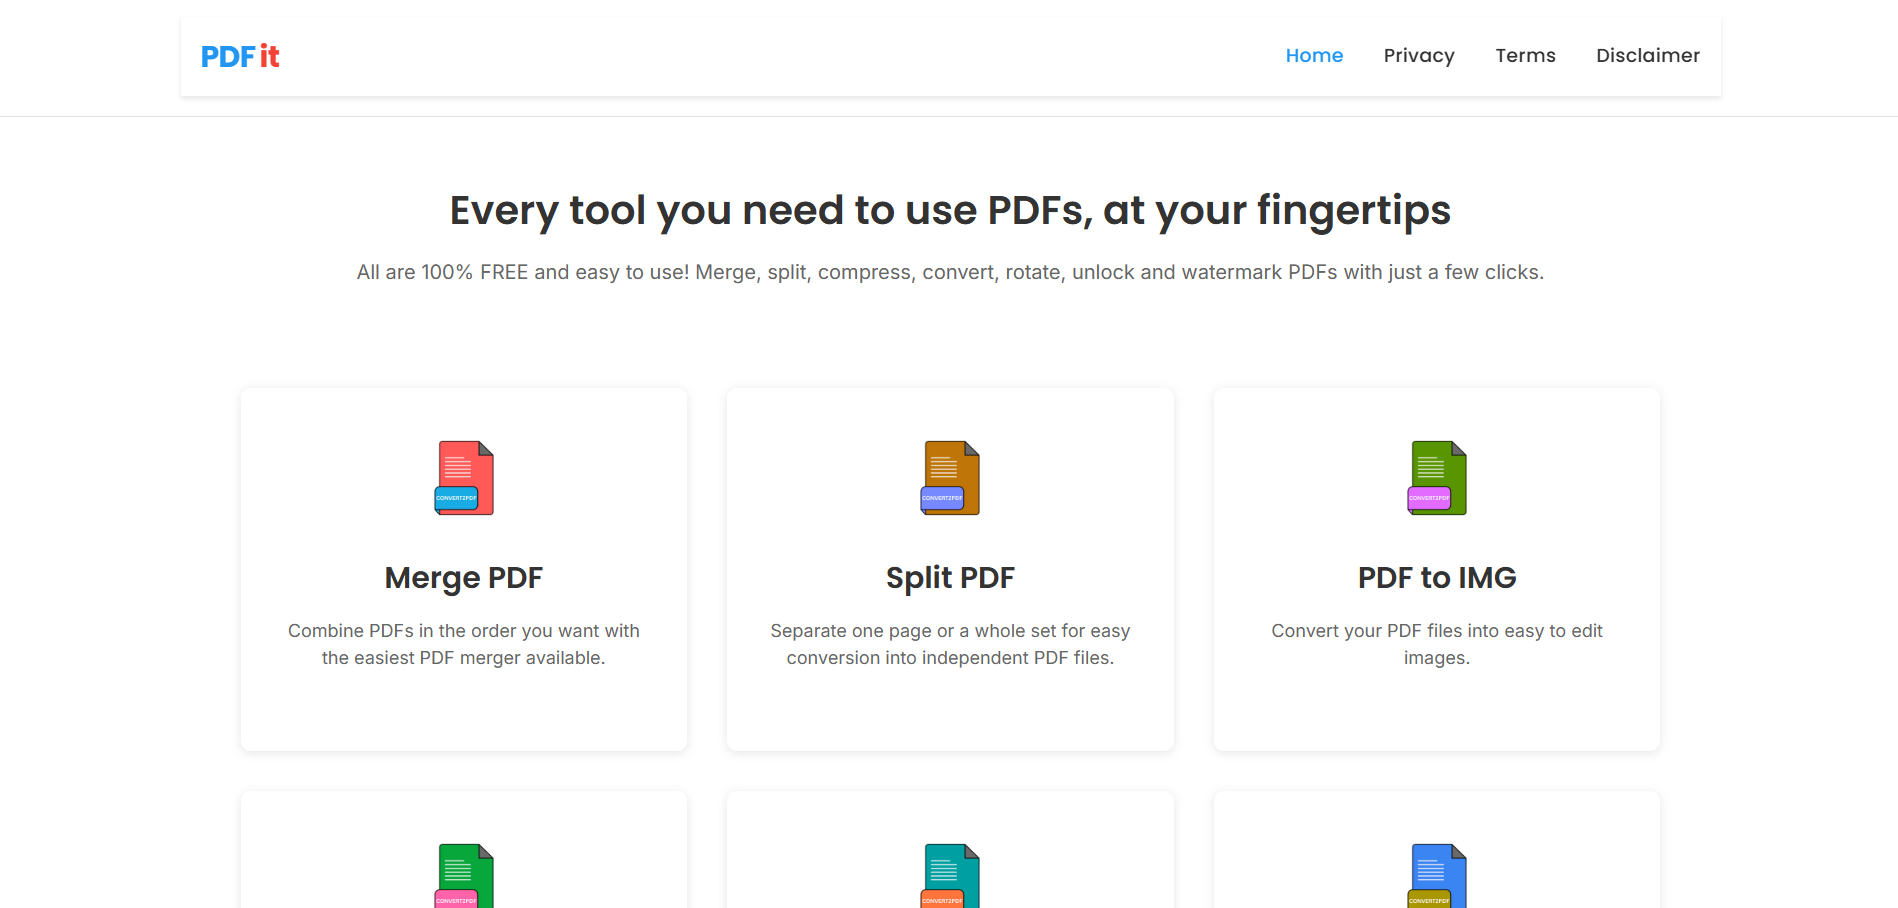 PDF it
Home
Privacy
Terms
Disclaimer
Every tool you need to use PDFs, at your fingertips
All are 100% FREE and easy to use! Merge, split, compress, convert, rotate, unlock and watermark PDFs with just a few clicks.
CONVERT2PDF
CONVERT2PDF
CONVERT2PDF
Merge PDF
Split PDF
PDF to IMG
Combine PDFs in the order you want with
the easiest PDF merger available.
Separate one page or a whole set for easy
conversion into independent PDF files.
Convert your PDF files into easy to edit
images.
CONVERT2PDF
CONVERT2PDF
CONVERT2PDF